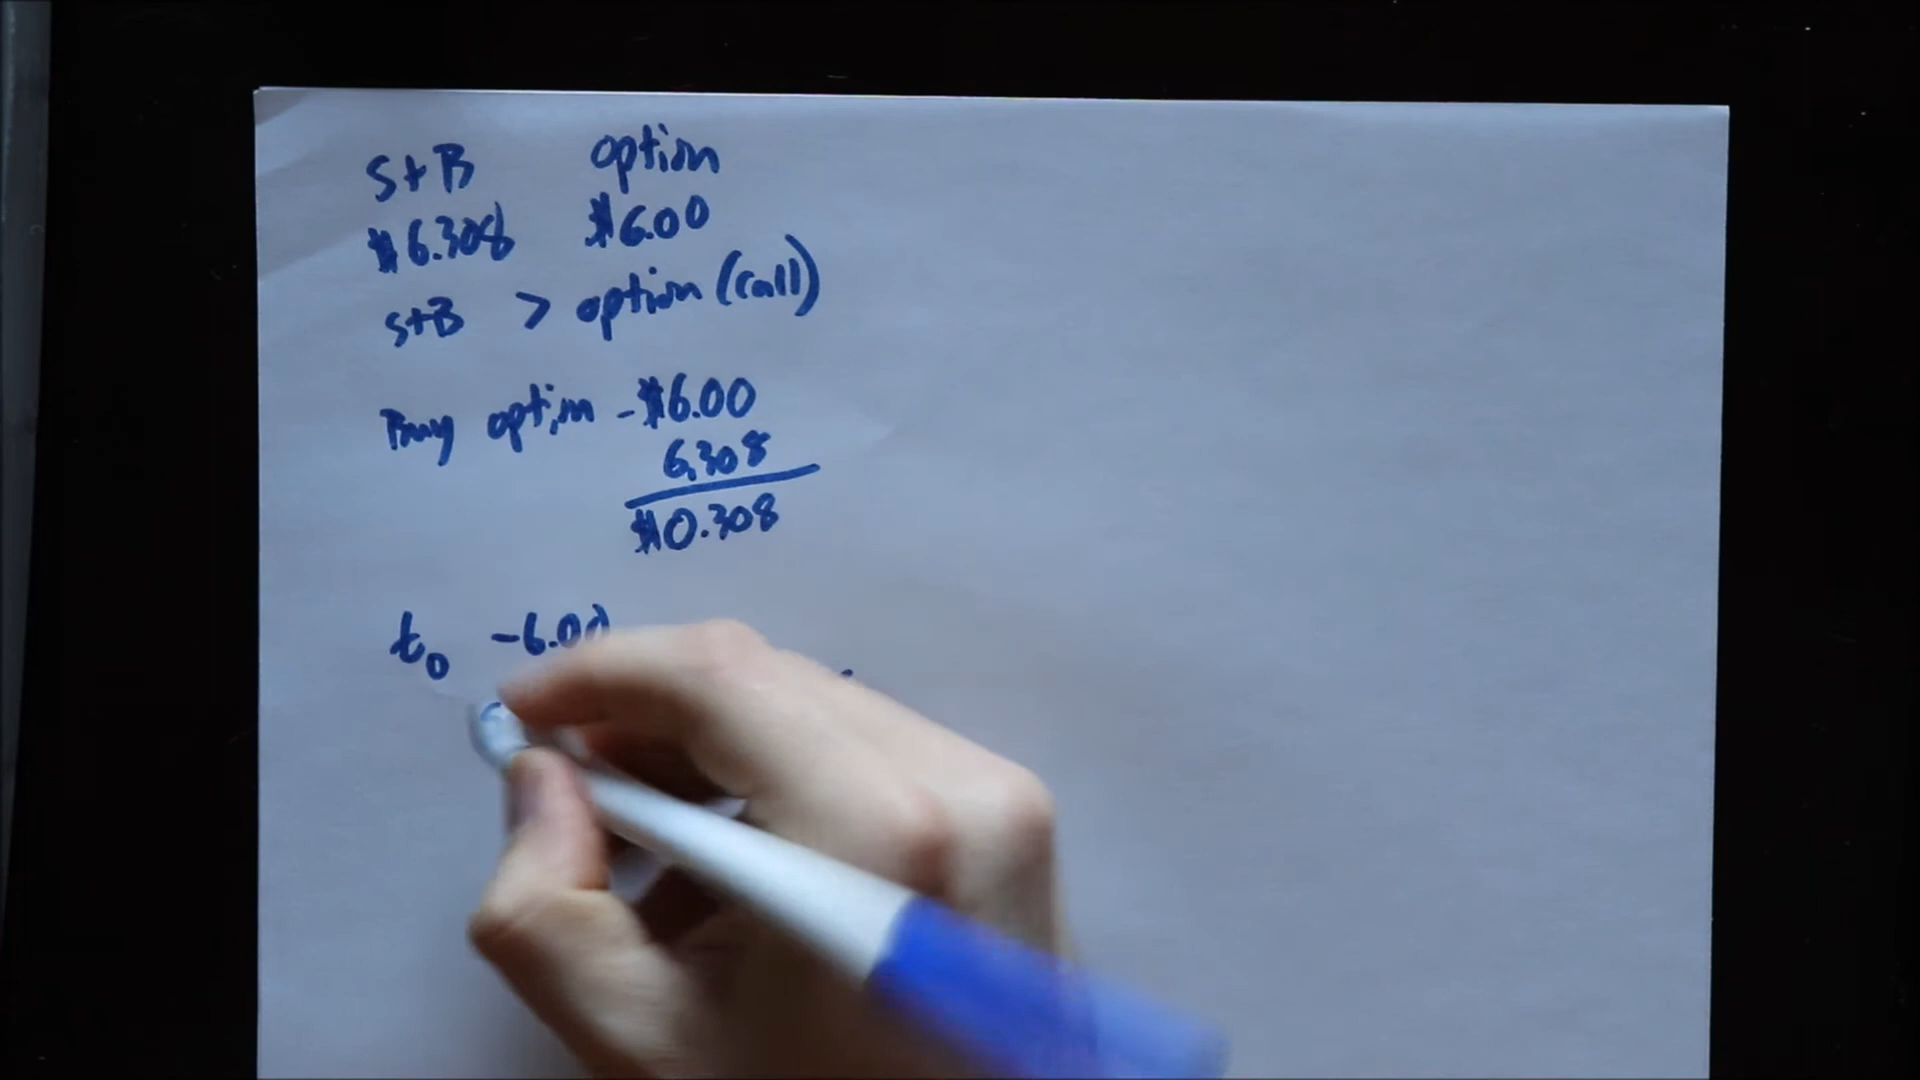 S+B option
$6.308 $6.00
S+B > option (call)
Buy option -$6.00
6.308
$0.308
t0 -6.00